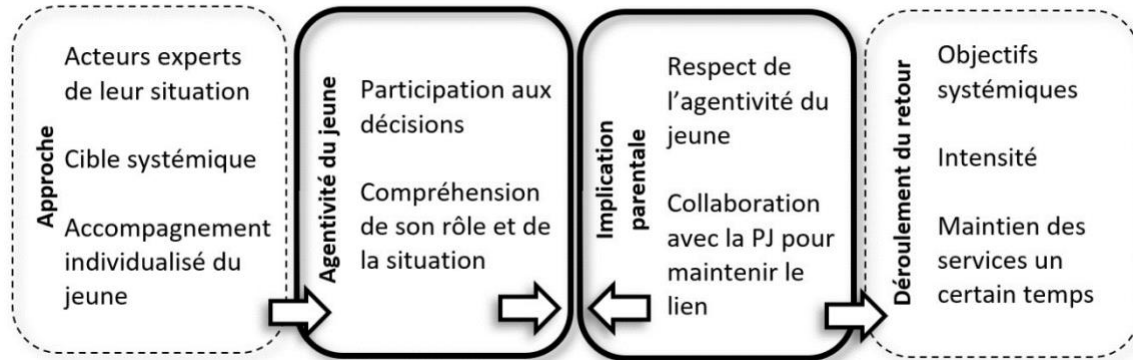 Approche
Acteurs experts
de leur situation
Cible systémique
Accompagnement
individualisé du
jeune
Agentivité du jeune
Participation aux
décisions
Compréhension
de son rôle et de
la situation
Implication
parentale
Respect de
l'agentivité du
jeune
Collaboration
avec la PJ pour
maintenir le
lien
Déroulement du retour
Objectifs
systémiques
Intensité
Maintien des
services un
certain temps